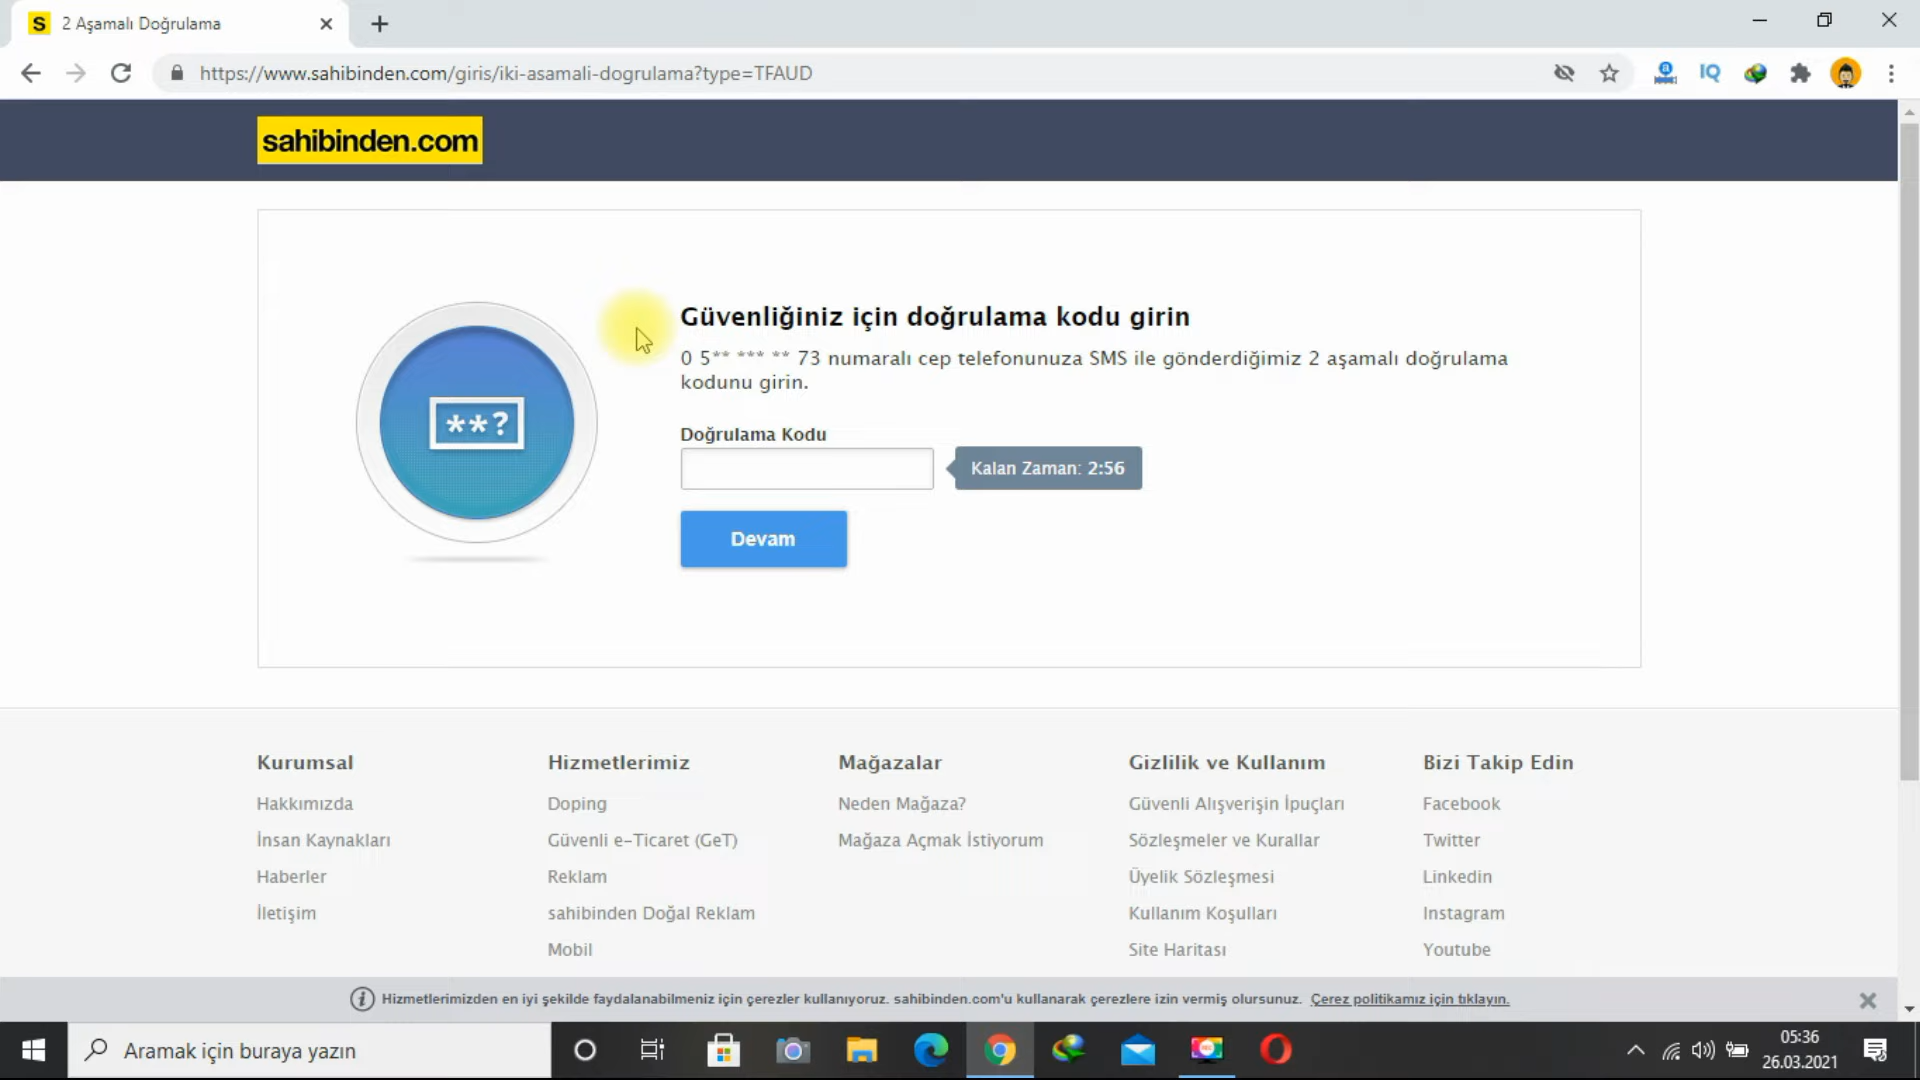 S 2 Aşamalı Doğrulama
https://www.sahibinden.com/giris/iki-asamali-dogrulama?type=TFAUD
IQ
sahibinden.com
**?
Güvenliğiniz için doğrulama kodu girin
0 5** *** ** 73 numaralı cep telefonunuza SMS ile gönderdiğimiz 2 aşamalı doğrulama
kodunu girin.
Doğrulama Kodu
Kalan Zaman: 2:56
Devam
Kurumsal
Hakkımızda
İnsan Kaynakları
Haberler
İletişim
Hizmetlerimiz
Doping
Güvenli e-Ticaret (GeT)
Reklam
sahibinden Doğal Reklam
Mobil
Mağazalar
Neden Mağaza?
Mağaza Açmak İstiyorum
Gizlilik ve Kullanım
Güvenli Alışverişin İpuçları
Sözleşmeler ve Kurallar
Üyelik Sözleşmesi
Kullanım Koşulları
Site Haritası
Bizi Takip Edin
Facebook
Twitter
Linkedin
Instagram
Youtube
Hizmetlerimizden en iyi şekilde faydalanabilmeniz için çerezler kullanıyoruz. sahibinden.com'u kullanarak çerezlere izin vermiş olursunuz. Çerez politikamız için tıklayın.
Aramak için buraya yazın
05:36
26.03.2021